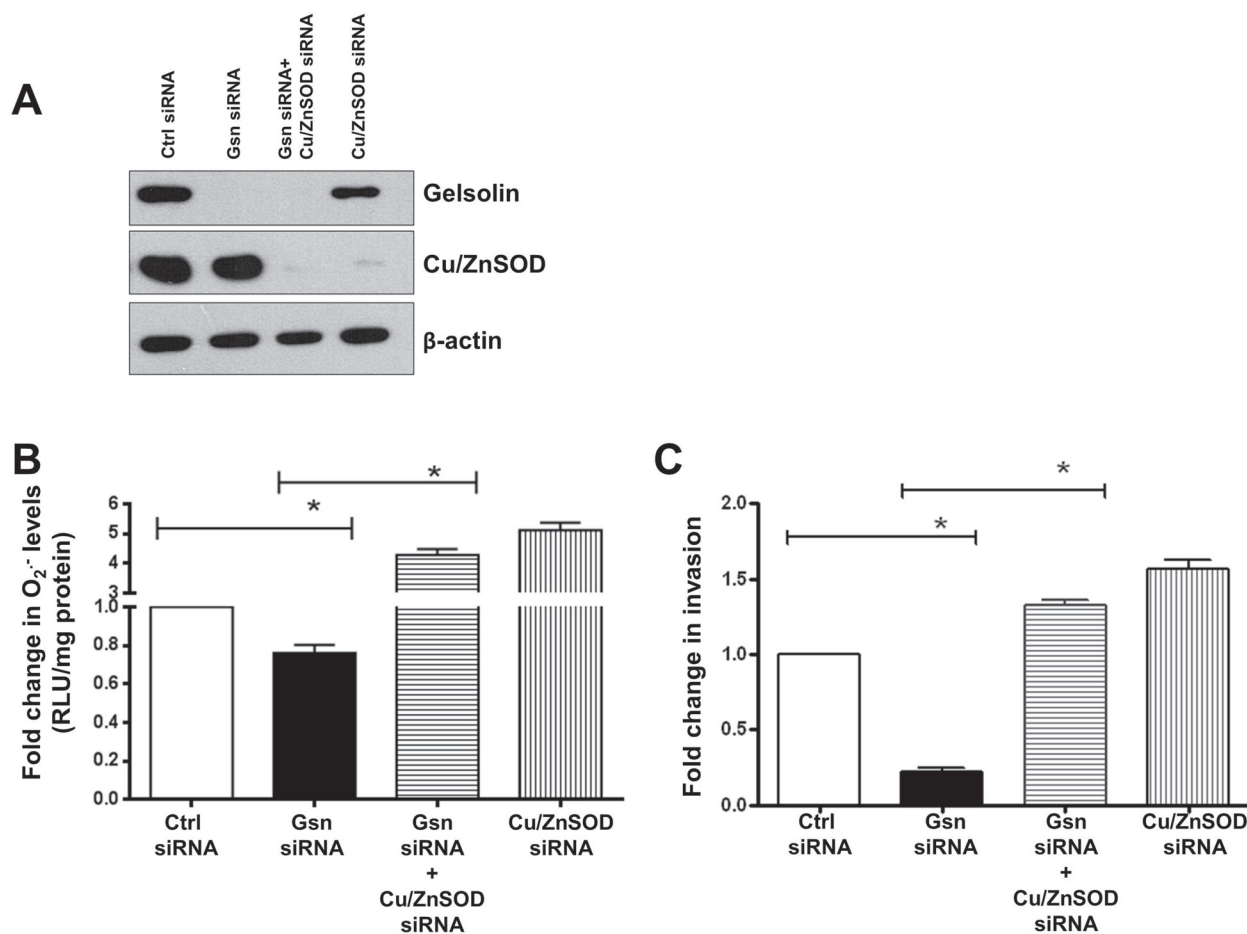 A
Ctrl siRNA
Gsn siRNA
Gsn siRNA+
Cu/ZnSOD siRNA
Cu/ZnSOD siRNA
Gelsolin
Cu/ZnSOD
β-actin
B
Fold change in O₂·- levels
(RLU/mg protein)
6
5
4
3
1.0
0.8
0.6
0.4
0.2
0.0
*
*
Ctrl
siRNA
Gsn
siRNA
Gsn
siRNA
+
Cu/ZnSOD
siRNA
Cu/ZnSOD
siRNA
C
Fold change in invasion
2.0
1.5
1.0
0.5
0.0
*
*
Ctrl
siRNA
Gsn
siRNA
Gsn
siRNA
+
Cu/ZnSOD
siRNA
Cu/ZnSOD
siRNA